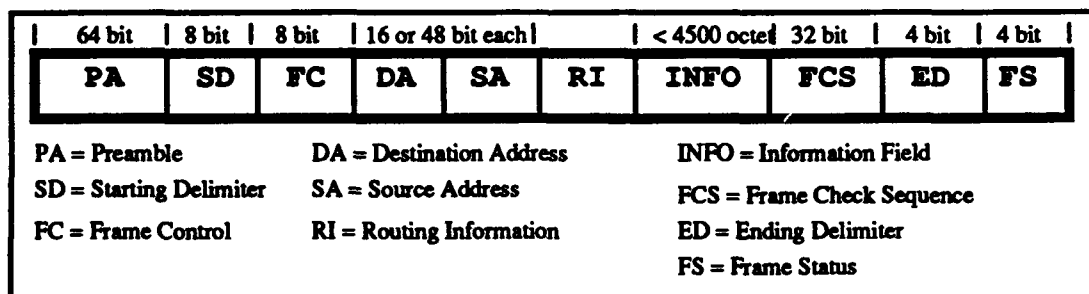 | 64 bit | 8 bit | 8 bit | 16 or 48 bit each | | < 4500 octet | 32 bit | 4 bit | 4 bit |
PA SD FC DA SA RI INFO FCS ED FS
PA = Preamble DA = Destination Address INFO = Information Field
SD = Starting Delimiter SA = Source Address FCS = Frame Check Sequence
FC = Frame Control RI = Routing Information ED = Ending Delimiter
FS = Frame Status